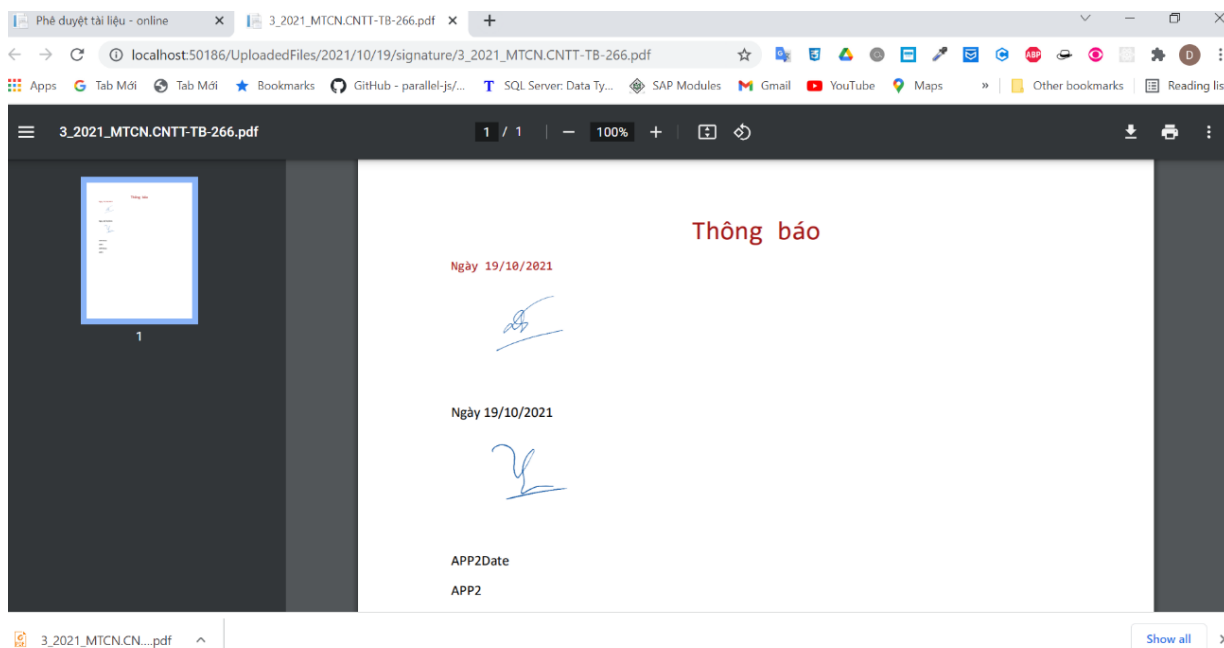 Phê duyệt tài liệu - online
3_2021_MTCN.CNTT-TB-266.pdf
localhost:50186/UploadedFiles/2021/10/19/signature/3_2021_MTCN.CNTT-TB-266.pdf
ABP
D
Apps
Tab Mới
Tab Mới
Bookmarks
GitHub - parallel-js/...
T SQL Server: Data Ty...
SAP Modules
Gmail
YouTube
Maps
»
Other bookmarks
Reading lis
3_2021_MTCN.CNTT-TB-266.pdf
1 / 1
100%
1
Thông báo
Ngày 19/10/2021
Ngày 19/10/2021
APP2Date
APP2
3_2021_MTCN.CN....pdf
Show all